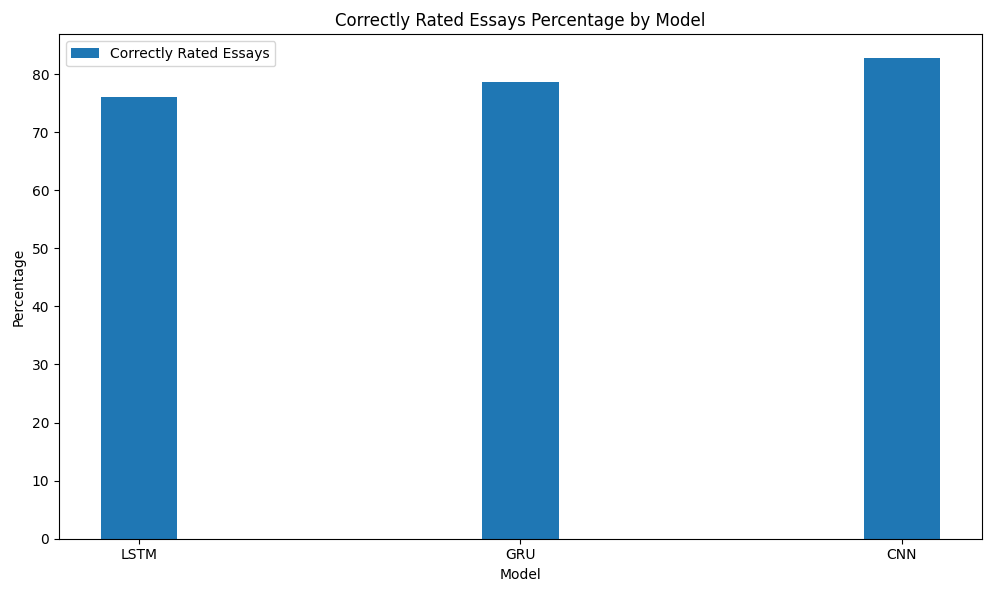 Correctly Rated Essays Percentage by Model
Correctly Rated Essays
Percentage
80
70
60
50
40
30
20
10
0
LSTM GRU CNN
Model